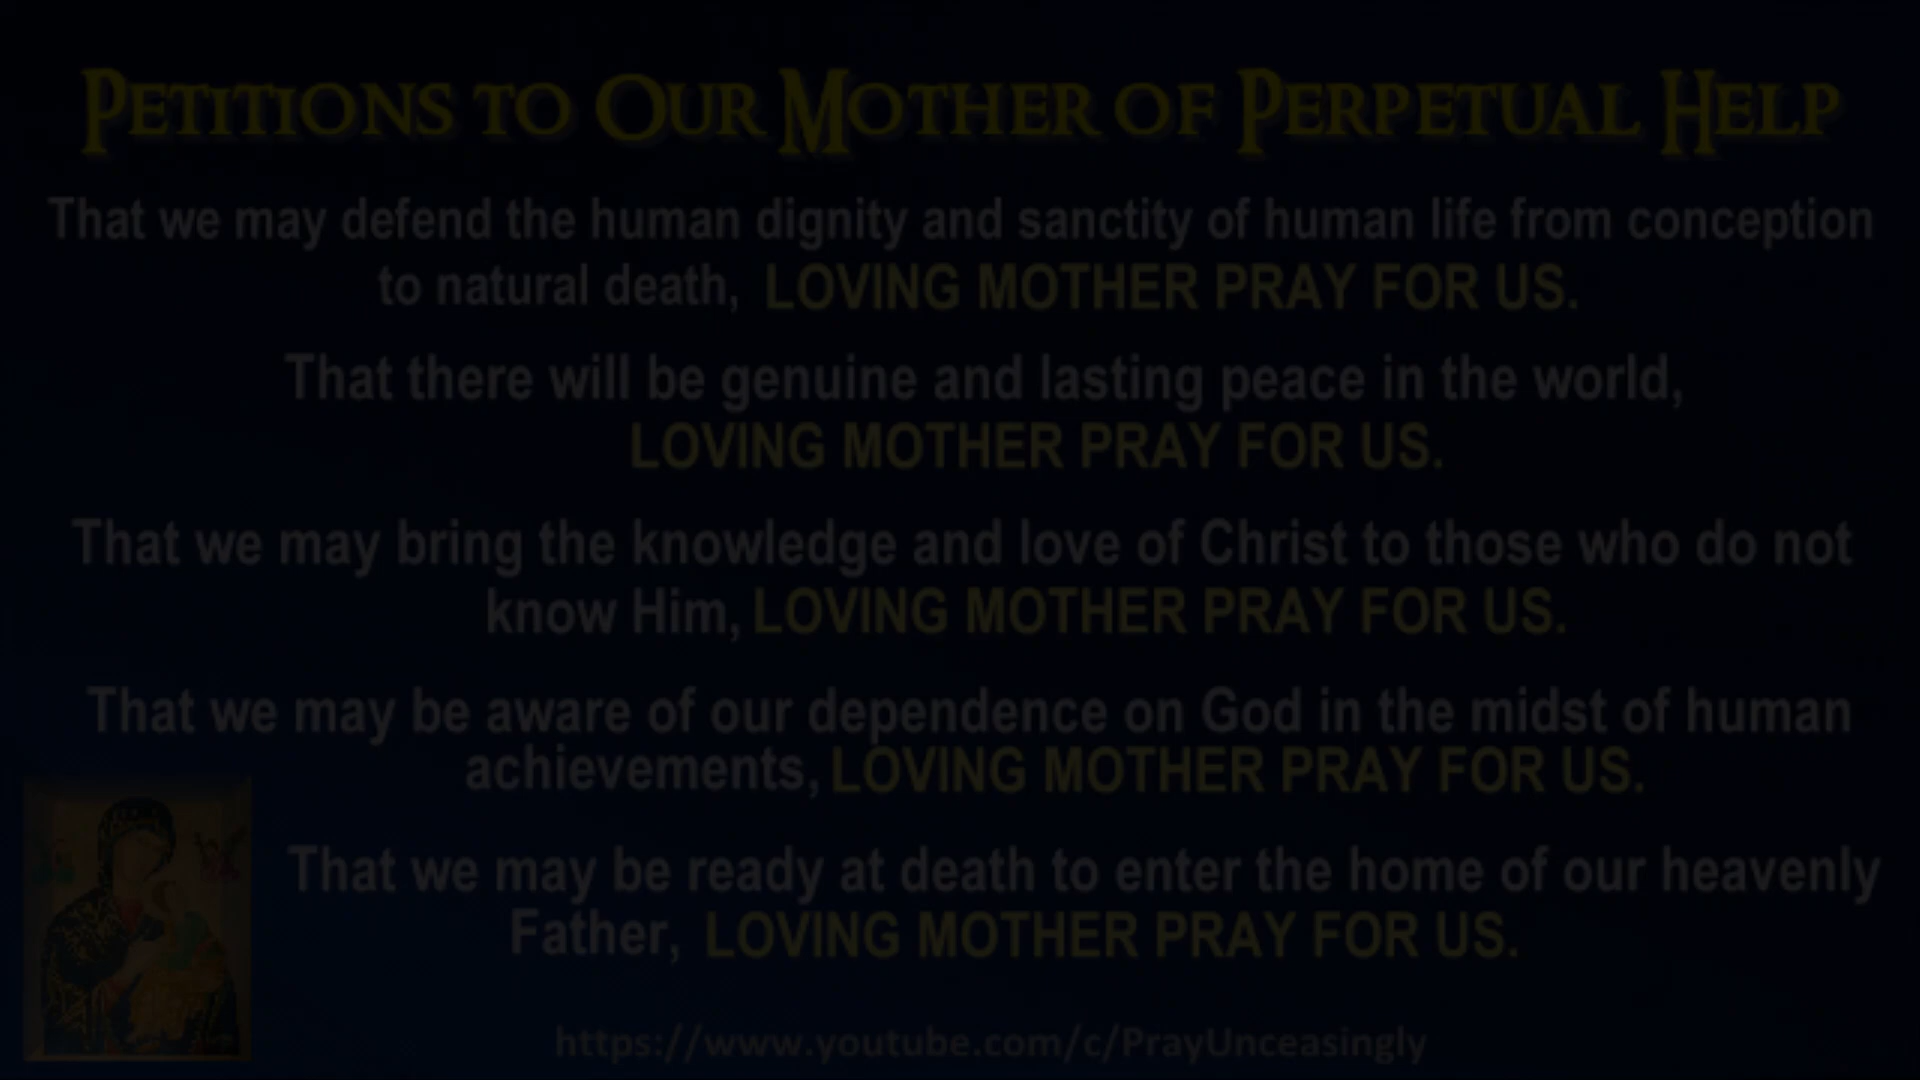 Petitions to Our Mother of Perpetual Help
That we may defend the human dignity and sanctity of human life from conception
to natural death, LOVING MOTHER PRAY FOR US.
That there will be genuine and lasting peace in the world,
LOVING MOTHER PRAY FOR US.
That we may bring the knowledge and love of Christ to those who do not
know Him, LOVING MOTHER PRAY FOR US.
That we may be aware of our dependence on God in the midst of human
achievements, LOVING MOTHER PRAY FOR US.
That we may be ready at death to enter the home of our heavenly
Father, LOVING MOTHER PRAY FOR US.
https://www.youtube.com/c/PrayUnceasingly